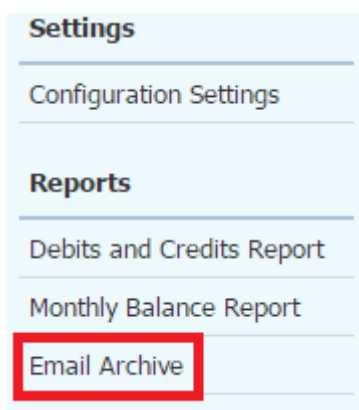 Settings
Configuration Settings
Reports
Debits and Credits Report
Monthly Balance Report
Email Archive